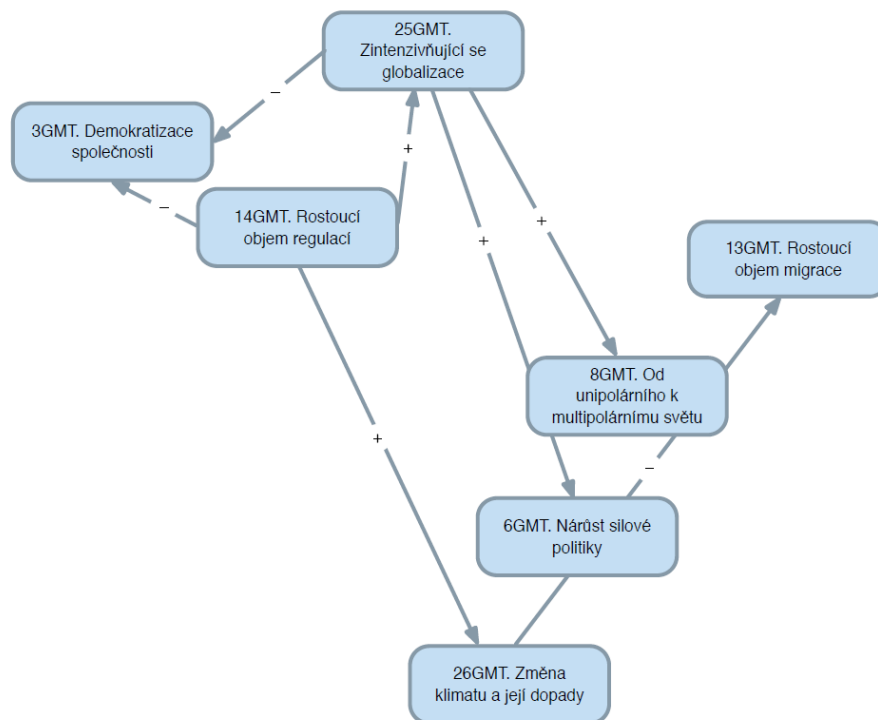 25GMT.
Zintenzivňující se
globalizace
–
3GMT. Demokratizace
společnosti
+
–
14GMT. Rostoucí
objem regulací
+
+
13GMT. Rostoucí
objem migrace
8GMT. Od
unipolárního k
multipolárnímu světu
+
–
6GMT. Nárůst silové
politiky
26GMT. Změna
klimatu a její dopady